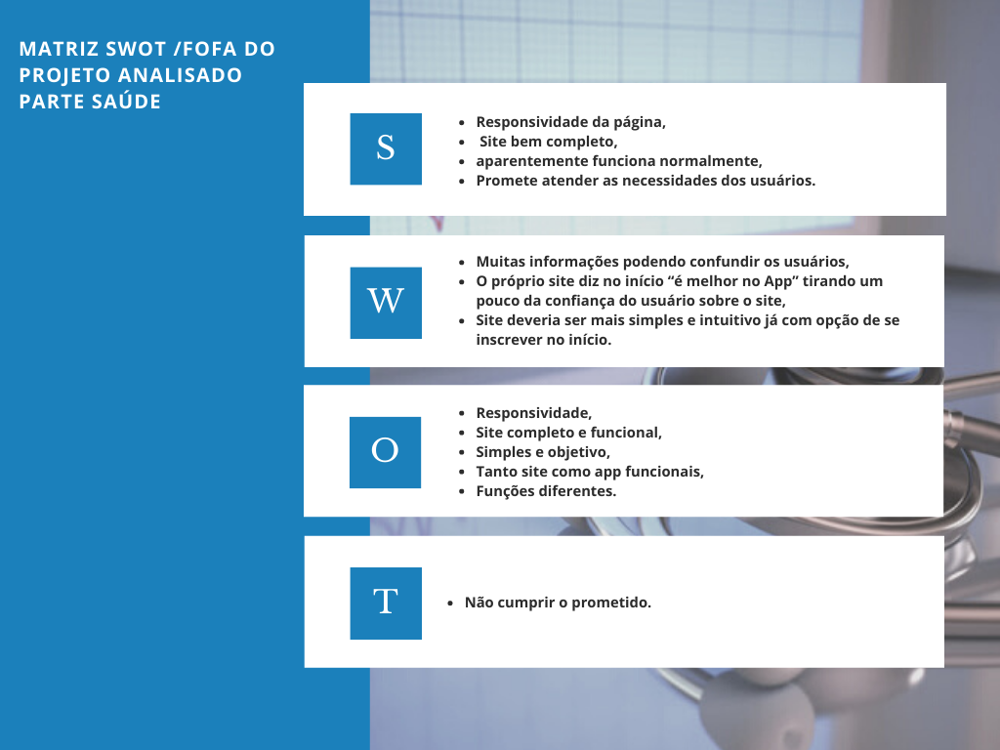 MATRIZ SWOT /FOFA DO
PROJETO ANALISADO
PARTE SAÚDE
S
• Responsividade da página,
• Site bem completo,
• aparentemente funciona normalmente,
• Promete atender as necessidades dos usuários.
W
• Muitas informações podendo confundir os usuários,
• O próprio site diz no início “é melhor no App” tirando um
pouco da confiança do usuário sobre o site,
• Site deveria ser mais simples e intuitivo já com opção de se
inscrever no início.
O
• Responsividade,
• Site completo e funcional,
• Simples e objetivo,
• Tanto site como app funcionais,
• Funções diferentes.
T
• Não cumprir o prometido.